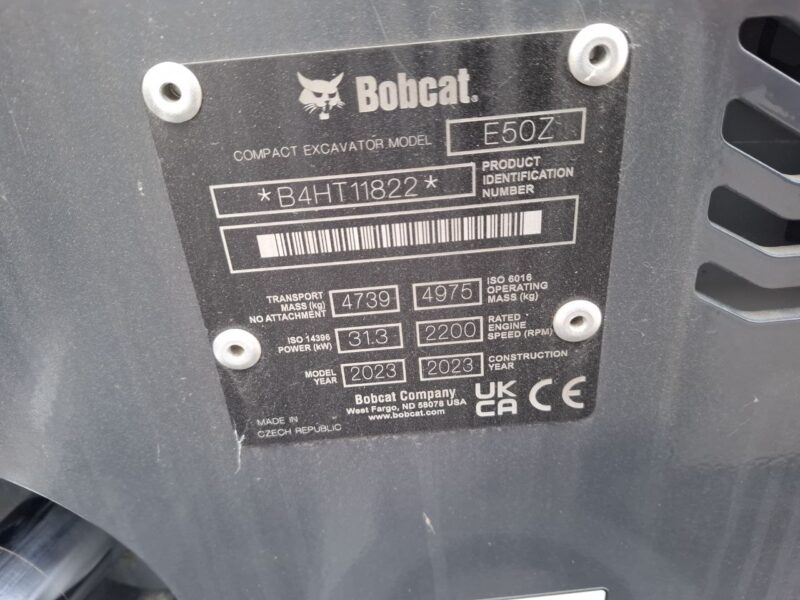 Bobcat®
COMPACT EXCAVATOR MODEL E50Z
*B4HT11822* PRODUCT IDENTIFICATION NUMBER
TRANSPORT MASS (kg) NO ATTACHMENT 4739 4975 ISO 6016 OPERATING MASS (kg)
ISO 14396 POWER (kW) 31.3 2200 RATED ENGINE SPEED (RPM)
MODEL YEAR 2023 2023 CONSTRUCTION YEAR
Bobcat Company
West Fargo, ND 58078 USA
www.bobcat.com
UK CA CE
MADE IN
CZECH REPUBLIC